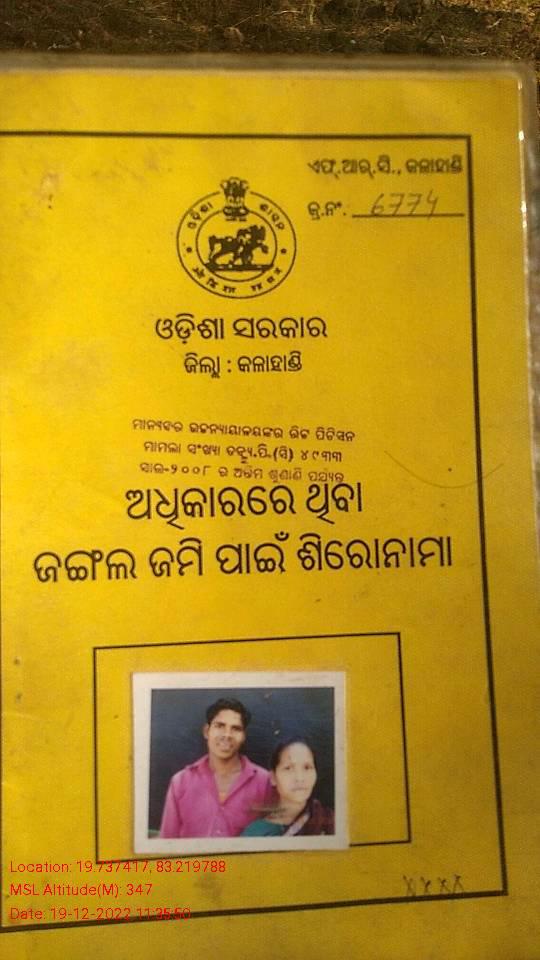 ଏଫ୍.ଆର୍.ସି., କଳାହାଣ୍ଡି
କ୍ର.ନଂ. 6774
ଓଡ଼ିଶା ଶାସନ
ଓଡ଼ିଶା ସରକାର
ଜିଲ୍ଲା : କଳାହାଣ୍ଡି
ମାନ୍ୟବର ଉଚ୍ଚନ୍ୟାୟାଳୟଙ୍କର ରିଟ ପିଟିସନ
ମାମଲା ସଂଖ୍ୟା ଡବ୍ଲ୍ୟୁ.ପି.(ସି) ୪୯୩୩
ସାଲ-୨୦୦୮ ର ଅନ୍ତିମ ଶୁଣାଣି ପର୍ଯ୍ୟନ୍ତ
ଅଧିକାରରେ ଥିବା
ଜଙ୍ଗଲ ଜମି ପାଇଁ ଶିରୋନାମା
Location: 19.737417, 83.219788
MSL Altitude(M): 347
Date: 19-12-2022 11:35:50